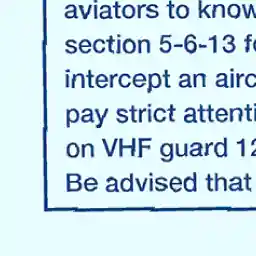 aviators to know
section 5-6-13 f
intercept an airc
pay strict attenti
on VHF guard 12
Be advised that